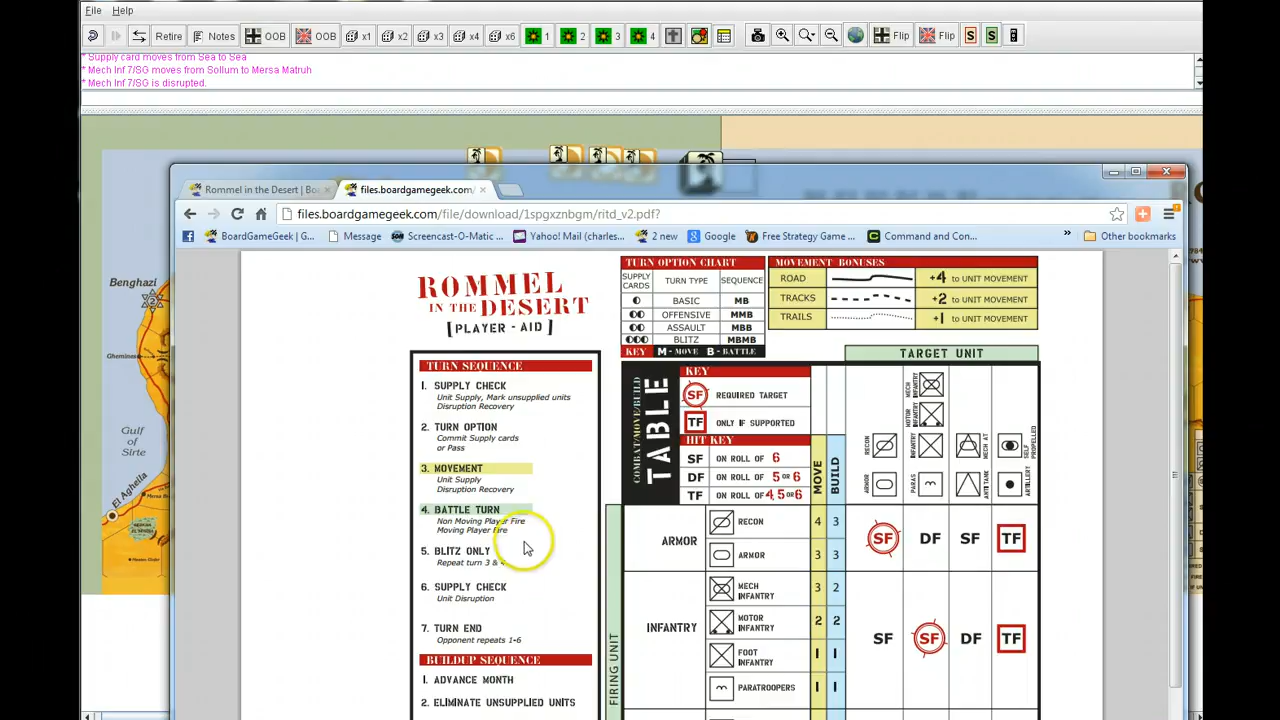 File Help
Retire Notes OOB OOB x1 x2 x3 x4 x6 1 2 3 4 Flip Flip S S
* Supply card moves from Sea to Sea
* Mech Inf 7/SG moves from Sollum to Mersa Matruh
* Mech Inf 7/SG is disrupted.
Rommel in the Desert | Boa
files.boardgamegeek.com/
files.boardgamegeek.com/file/download/1spgxznbgm/ritd_v2.pdf?
BoardGameGeek | G...
Message
Screencast-O-Matic ...
Yahoo! Mail (charles...
2 new
Google
Free Strategy Game ...
Command and Con...
»
Other bookmarks
Benghazi
Ghemines
Gulf
of
Sirte
El Agheila
ROMMEL
IN THE DESERT
[PLAYER - AID]
TURN SEQUENCE
1. SUPPLY CHECK
Unit Supply, Mark unsupplied units
Disruption Recovery
2. TURN OPTION
Commit Supply cards
or Pass
3. MOVEMENT
Unit Supply
Disruption Recovery
4. BATTLE TURN
Non Moving Player Fire
Moving Player Fire
5. BLITZ ONLY
Repeat turn 3 & 4
6. SUPPLY CHECK
Unit Disruption
7. TURN END
Opponent repeats 1-6
BUILDUP SEQUENCE
1. ADVANCE MONTH
2. ELIMINATE UNSUPPLIED UNITS
TURN OPTION CHART
SUPPLY CARDS TURN TYPE SEQUENCE
BASIC MB
OFFENSIVE MMB
ASSAULT MBB
BLITZ MBMB
KEY M - MOVE B - BATTLE
MOVEMENT BONUSES
ROAD +4 to UNIT MOVEMENT
TRACKS +2 to UNIT MOVEMENT
TRAILS +1 to UNIT MOVEMENT
TARGET UNIT
COMBAT/MOVE/BUILD
TABLE
KEY
SF REQUIRED TARGET
TF ONLY IF SUPPORTED
HIT KEY
SF ON ROLL OF 6
DF ON ROLL OF 5 OR 6
TF ON ROLL OF 4, 5 OR 6
MOVE
BUILD
RECON
ARMOR
MECH INFANTRY
MOTOR INFANTRY
INFANTRY
PARAS
MECH AT
ANTI TANK
SELF PROPELLED
ARTILLERY
FIRING UNIT
ARMOR
RECON 4 3
ARMOR 3 3
SF DF SF TF
INFANTRY
MECH INFANTRY 3 2
MOTOR INFANTRY 2 2
FOOT INFANTRY 1 1
PARATROOPERS 1 1
SF SF DF TF